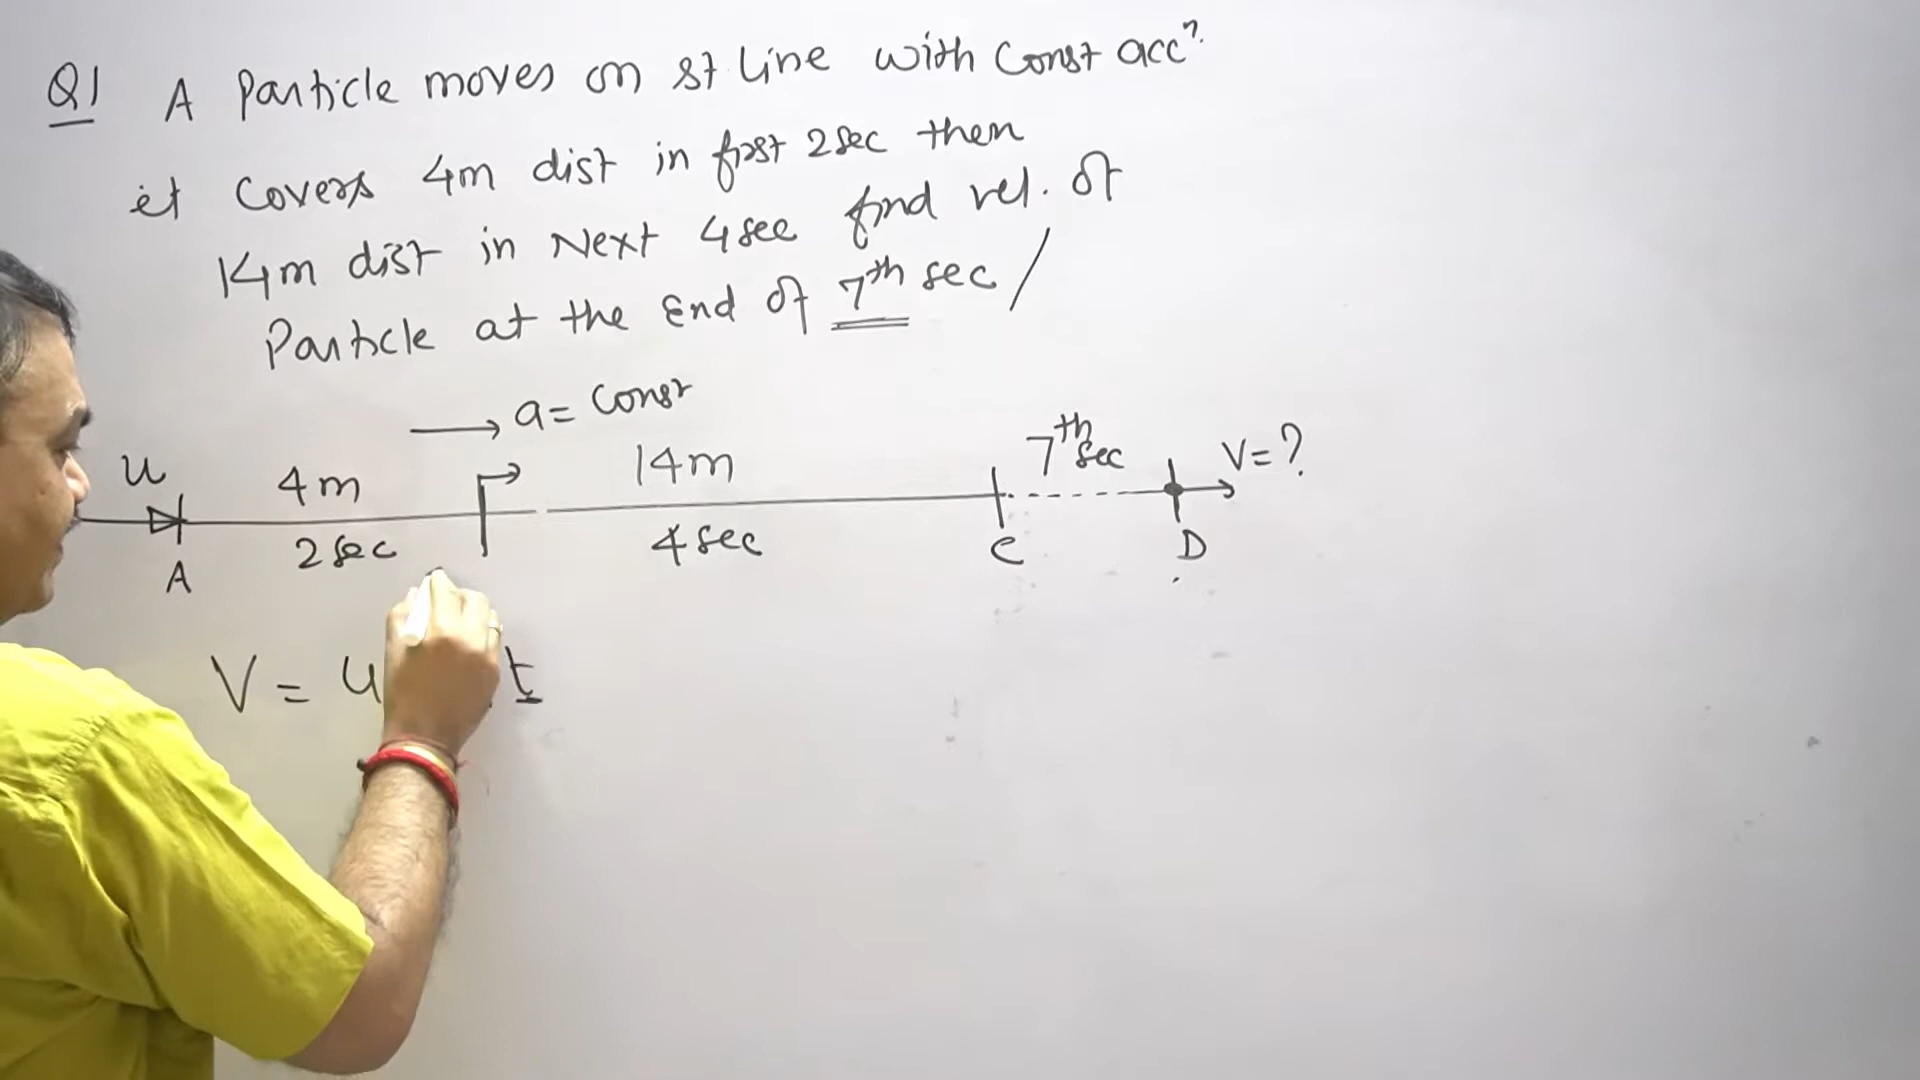 Q1 A Particle moves on st line with Const accⁿ.
it Covers 4m dist in first 2sec then
14m dist in Next 4sec find vel. of
Particle at the End of 7th sec/
a = Const
u 4m 14m 7th sec V=?
2sec 4sec
A C D
V = u t